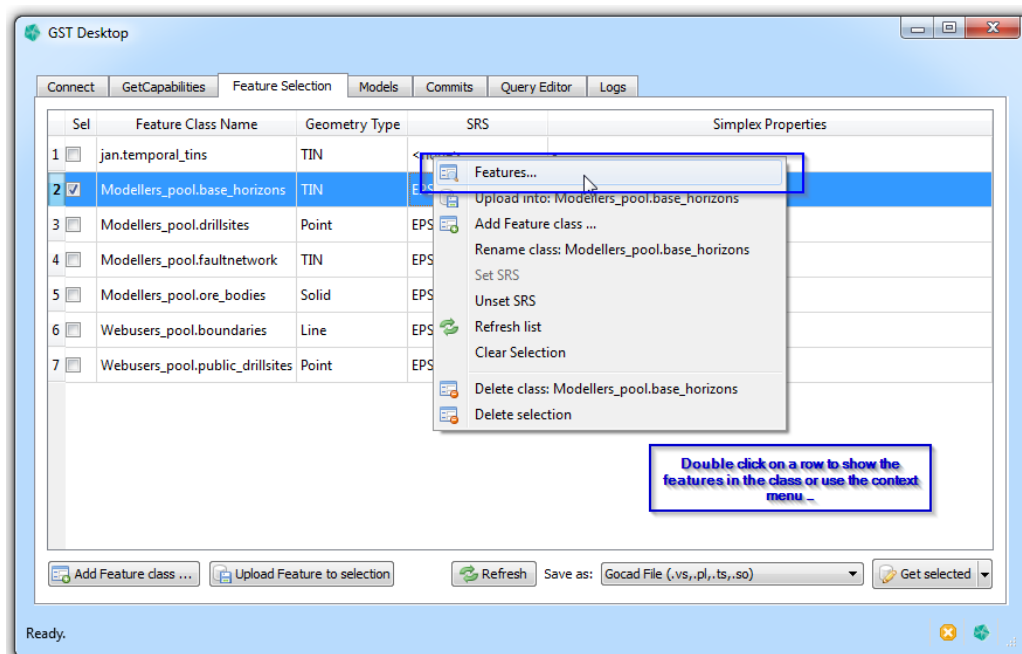 GST Desktop
Connect GetCapabilities Feature Selection Models Commits Query Editor Logs
Sel Feature Class Name Geometry Type SRS Simplex Properties
1 jan.temporal_tins TIN
2 Modellers_pool.base_horizons TIN
3 Modellers_pool.drillsites Point EPS
4 Modellers_pool.faultnetwork TIN EPS
5 Modellers_pool.ore_bodies Solid EPS
6 Webusers_pool.boundaries Line EPS
7 Webusers_pool.public_drillsites Point EPS
Features...
Upload into: Modellers_pool.base_horizons
Add Feature class ...
Rename class: Modellers_pool.base_horizons
Set SRS
Unset SRS
Refresh list
Clear Selection
Delete class: Modellers_pool.base_horizons
Delete selection
Double click on a row to show the
features in the class or use the context
menu ...
Add Feature class ... Upload Feature to selection Refresh Save as: Gocad File (.vs,.pl,.ts,.so) Get selected
Ready.